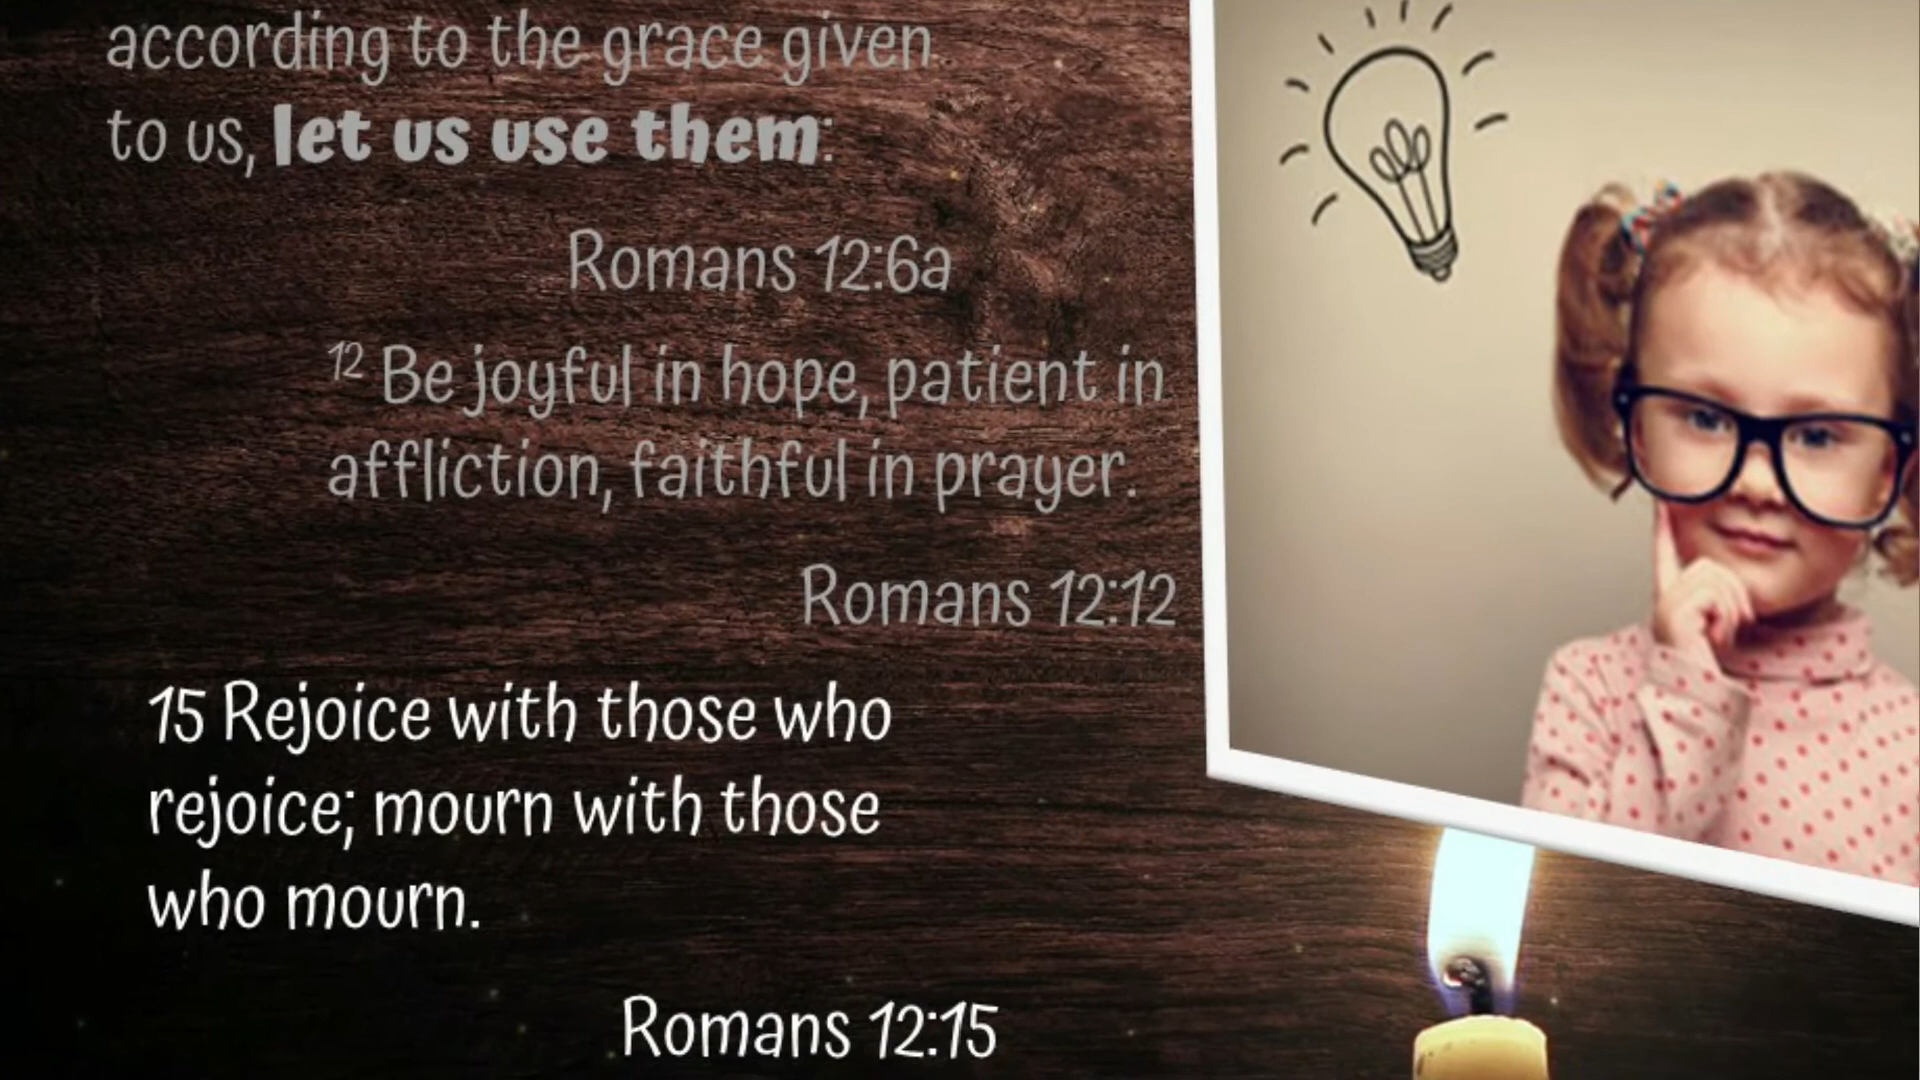 according to the grace given
to us, let us use them:
Romans 12:6a
12 Be joyful in hope, patient in
affliction, faithful in prayer.
Romans 12:12
15 Rejoice with those who
rejoice; mourn with those
who mourn.
Romans 12:15